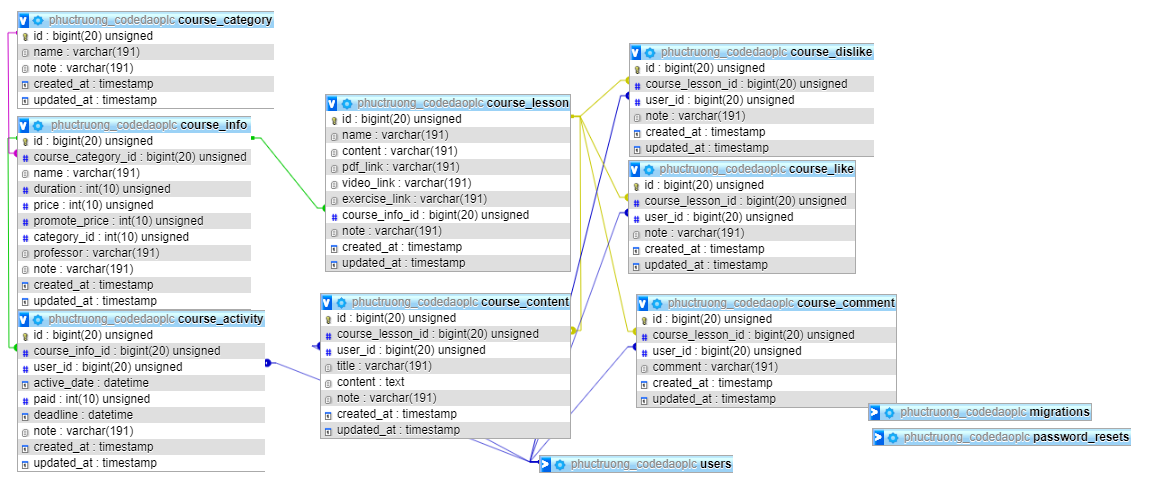 phuctruong_codedaoplc course_category
id : bigint(20) unsigned
name : varchar(191)
note : varchar(191)
created_at : timestamp
updated_at : timestamp
phuctruong_codedaoplc course_info
id : bigint(20) unsigned
course_category_id : bigint(20) unsigned
name : varchar(191)
duration : int(10) unsigned
price : int(10) unsigned
promote_price : int(10) unsigned
category_id : int(10) unsigned
professor : varchar(191)
note : varchar(191)
created_at : timestamp
updated_at : timestamp
phuctruong_codedaoplc course_activity
id : bigint(20) unsigned
course_info_id : bigint(20) unsigned
user_id : bigint(20) unsigned
active_date : datetime
paid : int(10) unsigned
deadline : datetime
note : varchar(191)
created_at : timestamp
updated_at : timestamp
phuctruong_codedaoplc course_lesson
id : bigint(20) unsigned
name : varchar(191)
content : varchar(191)
pdf_link : varchar(191)
video_link : varchar(191)
exercise_link : varchar(191)
course_info_id : bigint(20) unsigned
note : varchar(191)
created_at : timestamp
updated_at : timestamp
phuctruong_codedaoplc course_content
id : bigint(20) unsigned
course_lesson_id : bigint(20) unsigned
user_id : bigint(20) unsigned
title : varchar(191)
content : text
note : varchar(191)
created_at : timestamp
updated_at : timestamp
phuctruong_codedaoplc course_dislike
id : bigint(20) unsigned
course_lesson_id : bigint(20) unsigned
user_id : bigint(20) unsigned
note : varchar(191)
created_at : timestamp
updated_at : timestamp
phuctruong_codedaoplc course_like
id : bigint(20) unsigned
course_lesson_id : bigint(20) unsigned
user_id : bigint(20) unsigned
note : varchar(191)
created_at : timestamp
updated_at : timestamp
phuctruong_codedaoplc course_comment
id : bigint(20) unsigned
course_lesson_id : bigint(20) unsigned
user_id : bigint(20) unsigned
comment : varchar(191)
created_at : timestamp
updated_at : timestamp
phuctruong_codedaoplc migrations
phuctruong_codedaoplc password_resets
phuctruong_codedaoplc users